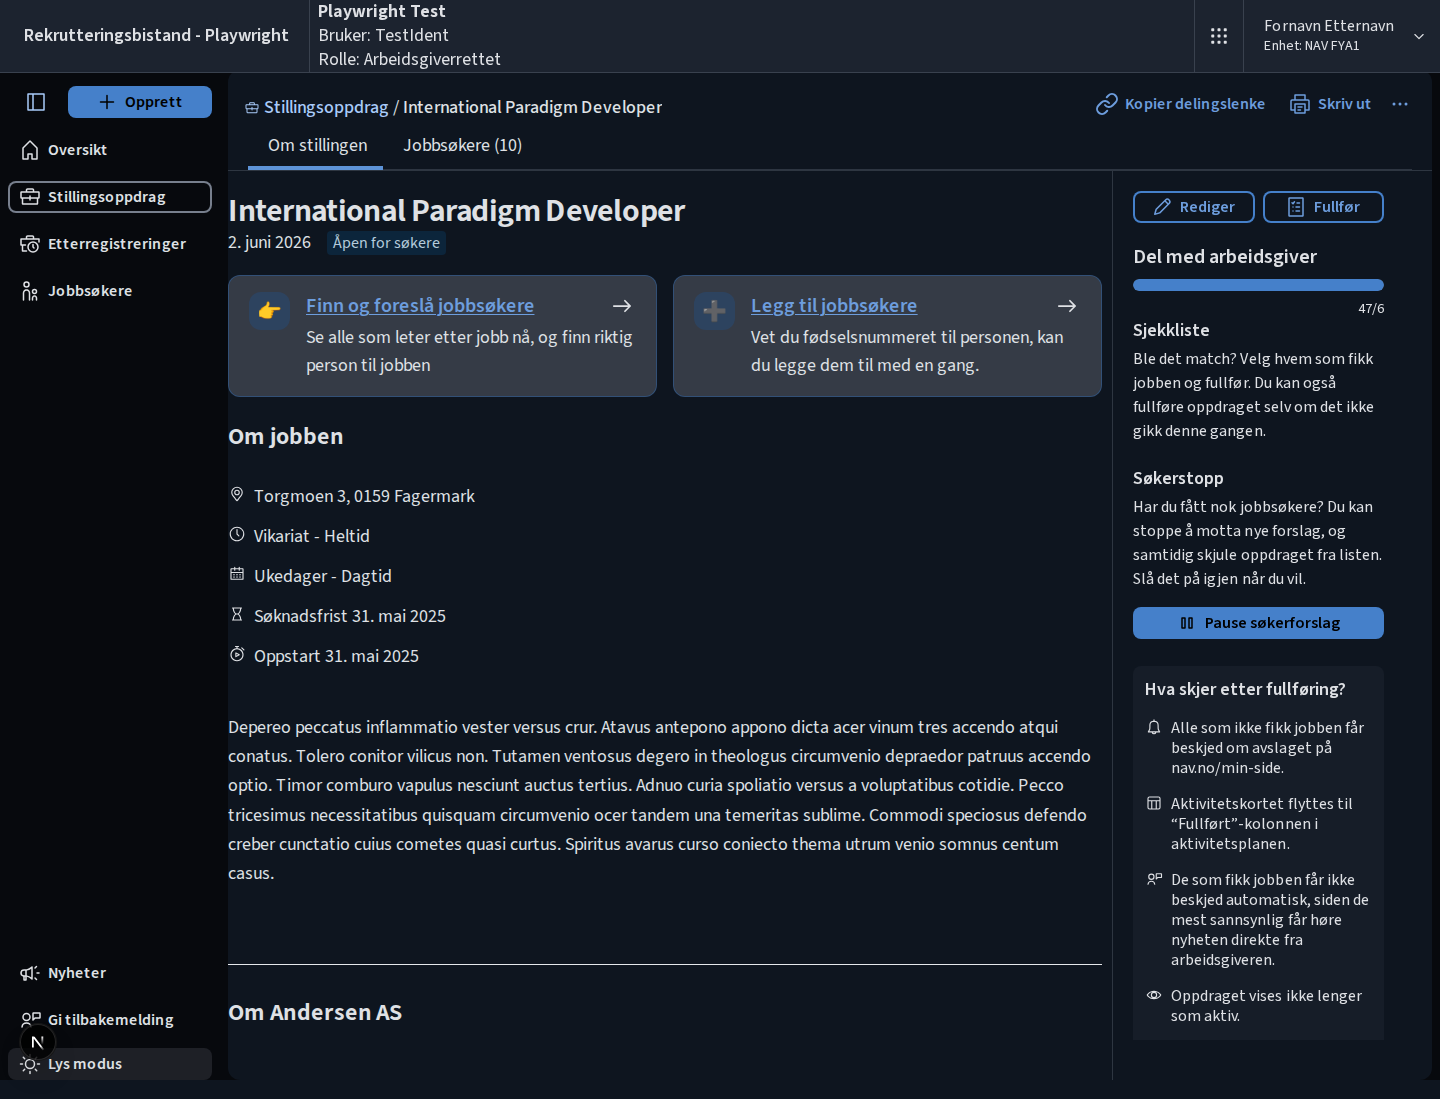 Rekrutteringsbistand - Playwright
Playwright Test
Bruker: TestIdent
Rolle: Arbeidsgiverrettet
Fornavn Etternavn
Enhet: NAV FYA1
Opprett
Oversikt
Stillingsoppdrag
Etterregistreringer
Jobbsøkere
Nyheter
Gi tilbakemelding
N
Lys modus
Stillingsoppdrag / International Paradigm Developer
Kopier delingslenke
Skriv ut
Om stillingen
Jobbsøkere (10)
International Paradigm Developer
2. juni 2026
Åpen for søkere
Finn og foreslå jobbsøkere
Se alle som leter etter jobb nå, og finn riktig
person til jobben
Legg til jobbsøkere
Vet du fødselsnummeret til personen, kan
du legge dem til med en gang.
Om jobben
Torgmoen 3, 0159 Fagermark
Vikariat - Heltid
Ukedager - Dagtid
Søknadsfrist 31. mai 2025
Oppstart 31. mai 2025
Depereo peccatus inflammatio vester versus crur. Atavus antepono appono dicta acer vinum tres accendo atqui
conatus. Tolero conitor vilicus non. Tutamen ventosus degero in theologus circumvenio depraedor patruus accendo
optio. Timor comburo vapulus nesciunt auctus tertius. Adnuo curia spoliatio versus a voluptatibus cotidie. Pecco
tricesimus necessitatibus quisquam circumvenio ocer tandem una temeritas sublime. Commodi speciosus defendo
creber cunctatio cuius cometes quasi curtus. Spiritus avarus curso coniecto thema utrum venio somnus centum
casus.
Om Andersen AS
Rediger
Fullfør
Del med arbeidsgiver
47/6
Sjekkliste
Ble det match? Velg hvem som fikk
jobben og fullfør. Du kan også
fullføre oppdraget selv om det ikke
gikk denne gangen.
Søkerstopp
Har du fått nok jobbsøkere? Du kan
stoppe å motta nye forslag, og
samtidig skjule oppdraget fra listen.
Slå det på igjen når du vil.
Pause søkerforslag
Hva skjer etter fullføring?
Alle som ikke fikk jobben får
beskjed om avslaget på
nav.no/min-side.
Aktivitetskortet flyttes til
“Fullført”-kolonnen i
aktivitetsplanen.
De som fikk jobben får ikke
beskjed automatisk, siden de
mest sannsynlig får høre
nyheten direkte fra
arbeidsgiveren.
Oppdraget vises ikke lenger
som aktiv.